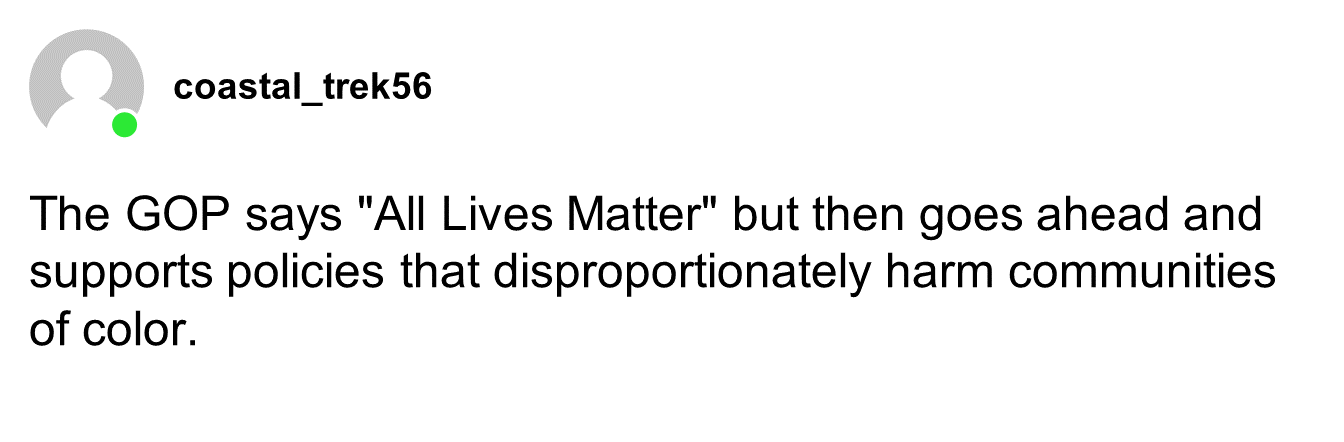 coastal_trek56
The GOP says "All Lives Matter" but then goes ahead and
supports policies that disproportionately harm communities
of color.